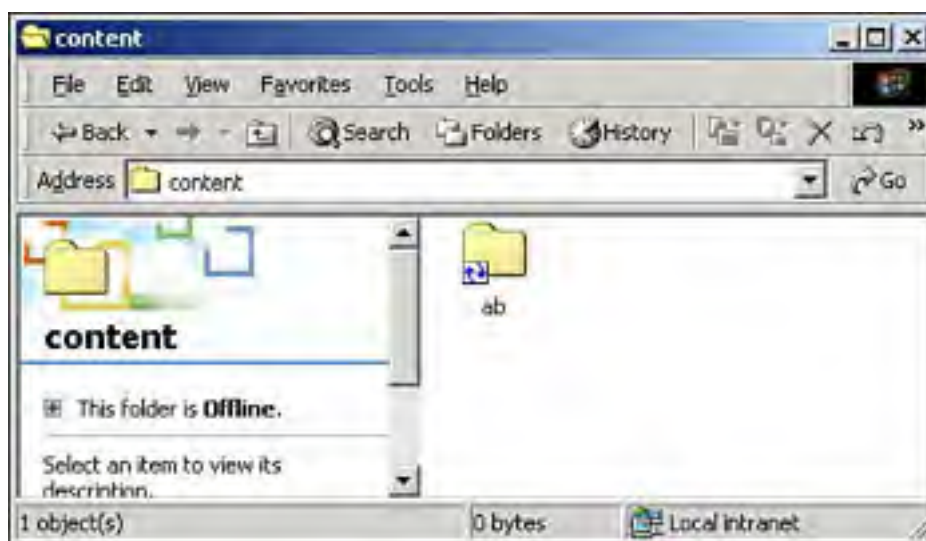 content
File Edit View Favorites Tools Help
Back Search Folders History »
Address content Go
ab
content
This folder is Offline.
Select an item to view its
description.
1 object(s) 0 bytes Local intranet